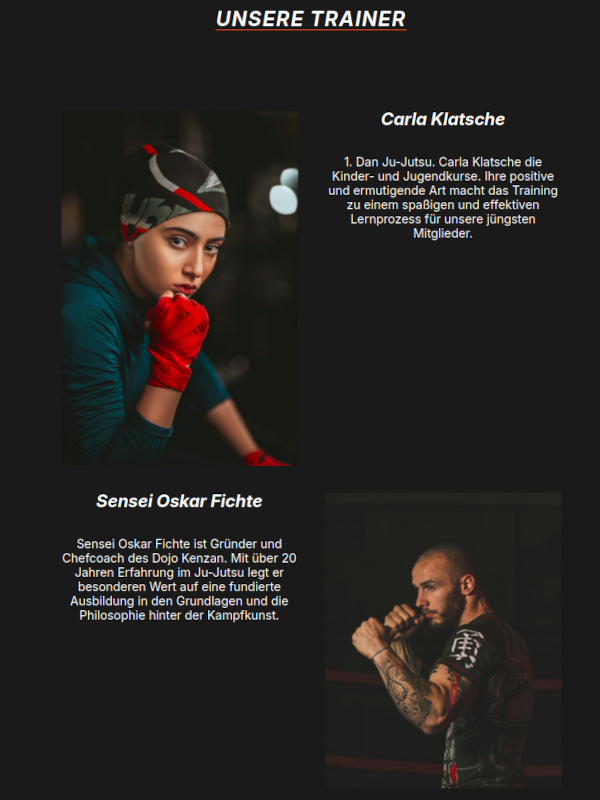 UNSERE TRAINER
Carla Klatsche
1. Dan Ju-Jutsu. Carla Klatsche die
Kinder- und Jugendkurse. Ihre positive
und ermutigende Art macht das Training
zu einem spaßigen und effektiven
Lernprozess für unsere jüngsten
Mitglieder.
Sensei Oskar Fichte
Sensei Oskar Fichte ist Gründer und
Chefcoach des Dojo Kenzan. Mit über 20
Jahren Erfahrung im Ju-Jutsu legt er
besonderen Wert auf eine fundierte
Ausbildung in den Grundlagen und die
Philosophie hinter der Kampfkunst.